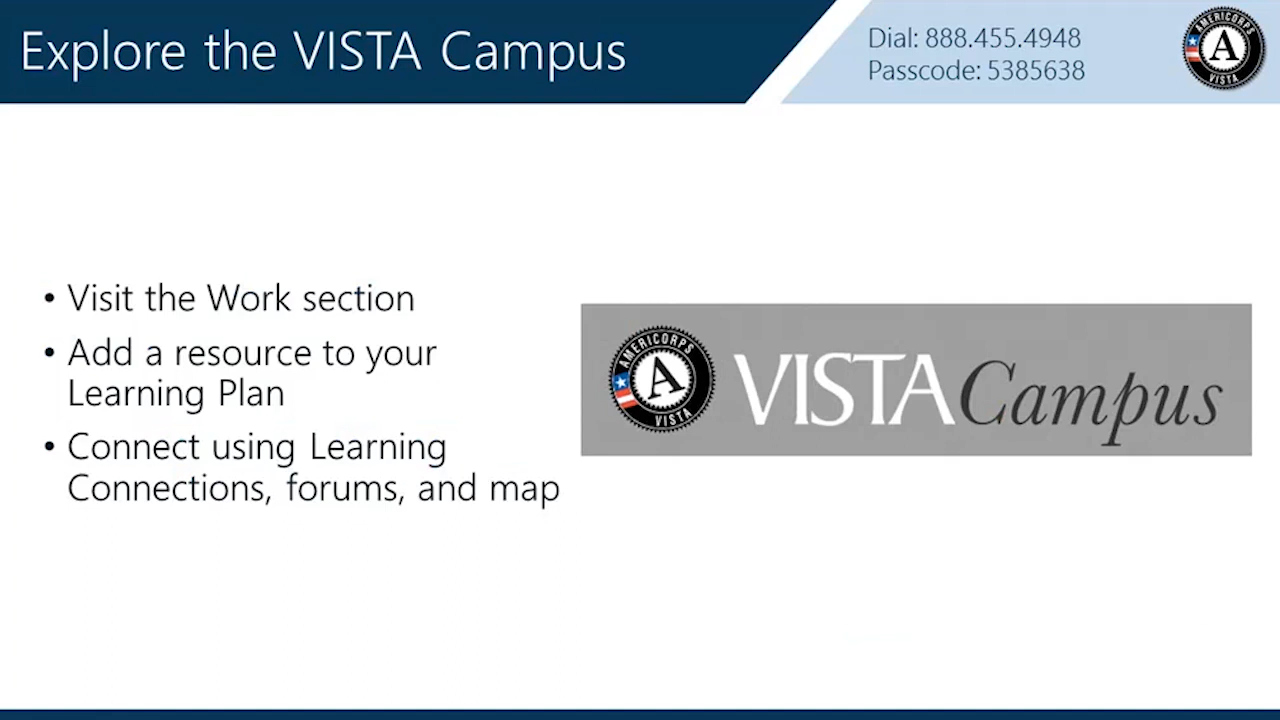 Explore the VISTA Campus
Dial: 888.455.4948
Passcode: 5385638
AMERICORPS
A
VISTA
• Visit the Work section
• Add a resource to your
Learning Plan
• Connect using Learning
Connections, forums, and map
AMERICORPS
A
VISTA
VISTA Campus